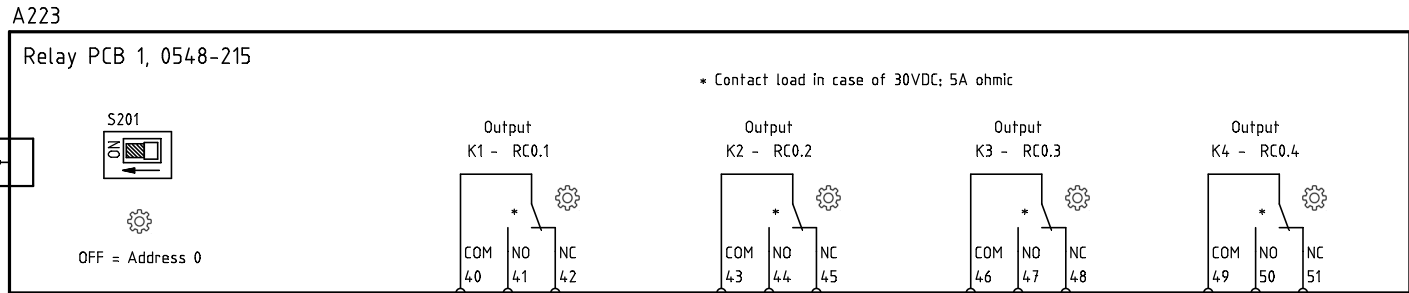 A223
Relay PCB 1, 0548-215
* Contact load in case of 30VDC; 5A ohmic
S201
ON
OFF = Address 0
Output
K1 - RC0.1
*
COM NO NC
40 41 42
Output
K2 - RC0.2
*
COM NO NC
43 44 45
Output
K3 - RC0.3
*
COM NO NC
46 47 48
Output
K4 - RC0.4
*
COM NO NC
49 50 51